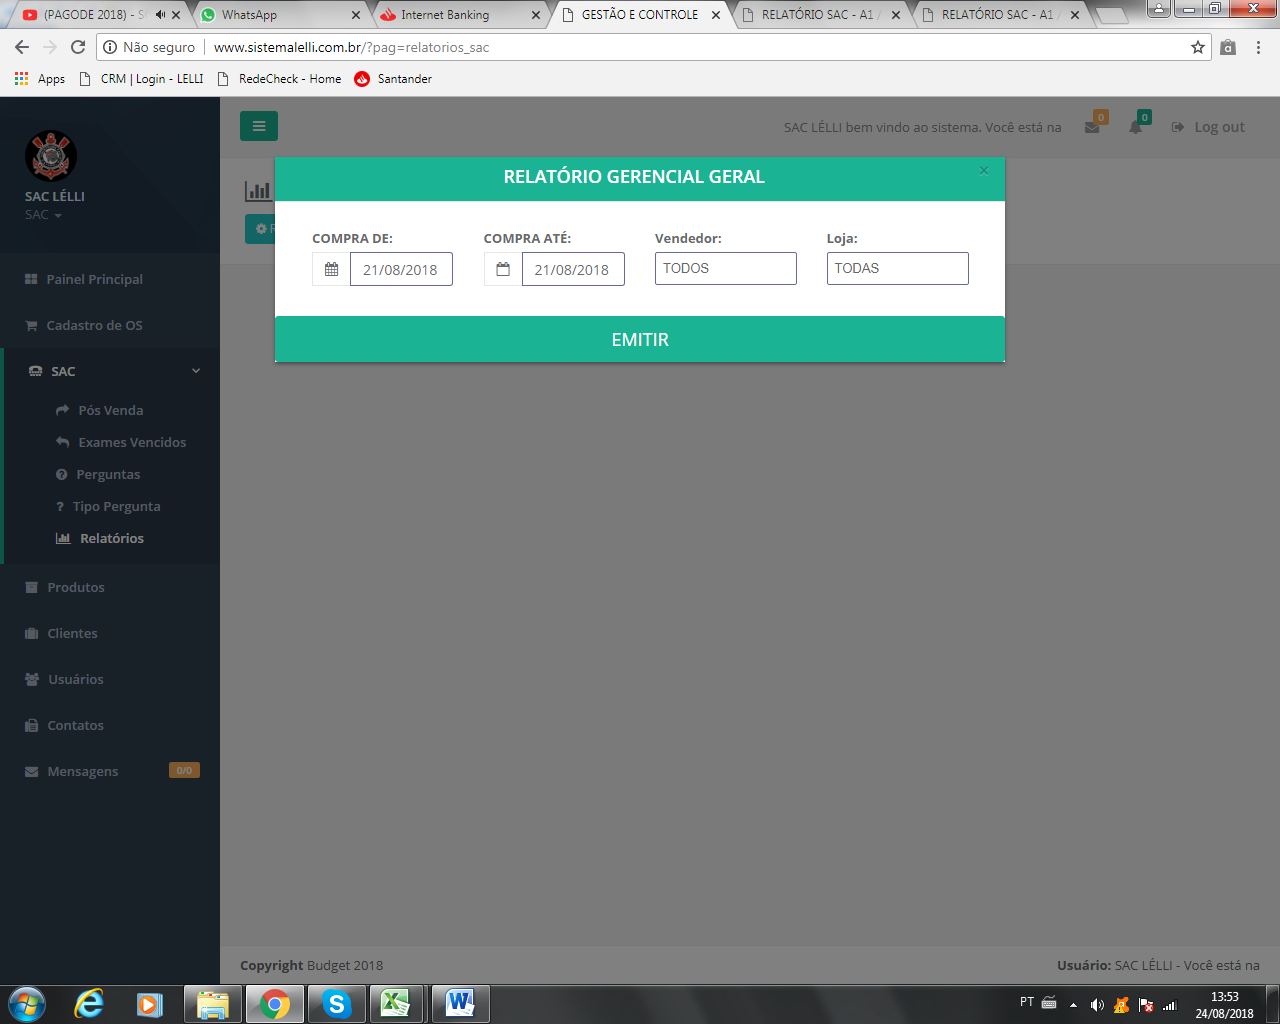 (PAGODE 2018) - S
WhatsApp
Internet Banking
GESTÃO E CONTROLE
RELATÓRIO SAC - A1 /
RELATÓRIO SAC - A1 /
Não seguro
www.sistemalelli.com.br/?pag=relatorios_sac
Apps
CRM | Login - LELLI
RedeCheck - Home
Santander
SAC LÉLLI bem vindo ao sistema. Você está na
0
0
Log out
SAC LÉLLI
SAC
RELATÓRIO GERENCIAL GERAL
×
COMPRA DE:
COMPRA ATÉ:
Vendedor:
Loja:
21/08/2018
21/08/2018
TODOS
TODAS
EMITIR
Painel Principal
Cadastro de OS
SAC
Pós Venda
Exames Vencidos
Perguntas
Tipo Pergunta
Relatórios
Produtos
Clientes
Usuários
Contatos
Mensagens
0/0
Copyright Budget 2018
Usuário: SAC LÉLLI - Você está na
PT
13:53
24/08/2018